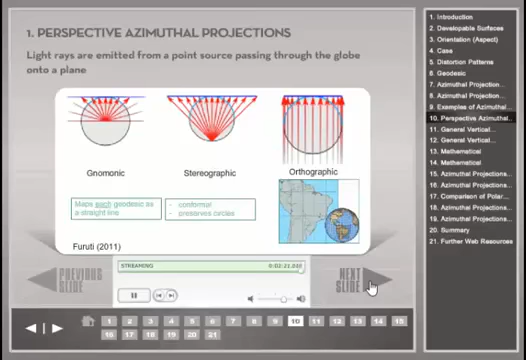 1. PERSPECTIVE AZIMUTHAL PROJECTIONS
Light rays are emitted from a point source passing through the globe
onto a plane
Gnomonic
Stereographic
Orthographic
Maps each geodesic as
a straight line
- conformal
- preserves circles
Furuti (2011)
STREAMING
PREVIOUS
SLIDE
NEXT
SLIDE
1 2 3 4 5 6 7 8 9 10 11 12 13 14 15
16 17 18 19 20 21
1. Introduction
2. Developable Surfaces
3. Orientation (Aspect)
4. Case
5. Distortion Patterns
6. Geodesic
7. Azimuthal Projection...
8. Azimuthal Projection...
9. Examples of Azimuthal...
10. Perspective Azimuthal...
11. General Vertical...
12. General Vertical...
13. Mathematical
14. Mathematical
15. Azimuthal Projections...
16. Azimuthal Projections...
17. Comparison of Polar...
18. Azimuthal Projections...
19. Azimuthal Projections...
20. Summary
21. Further Web Resources